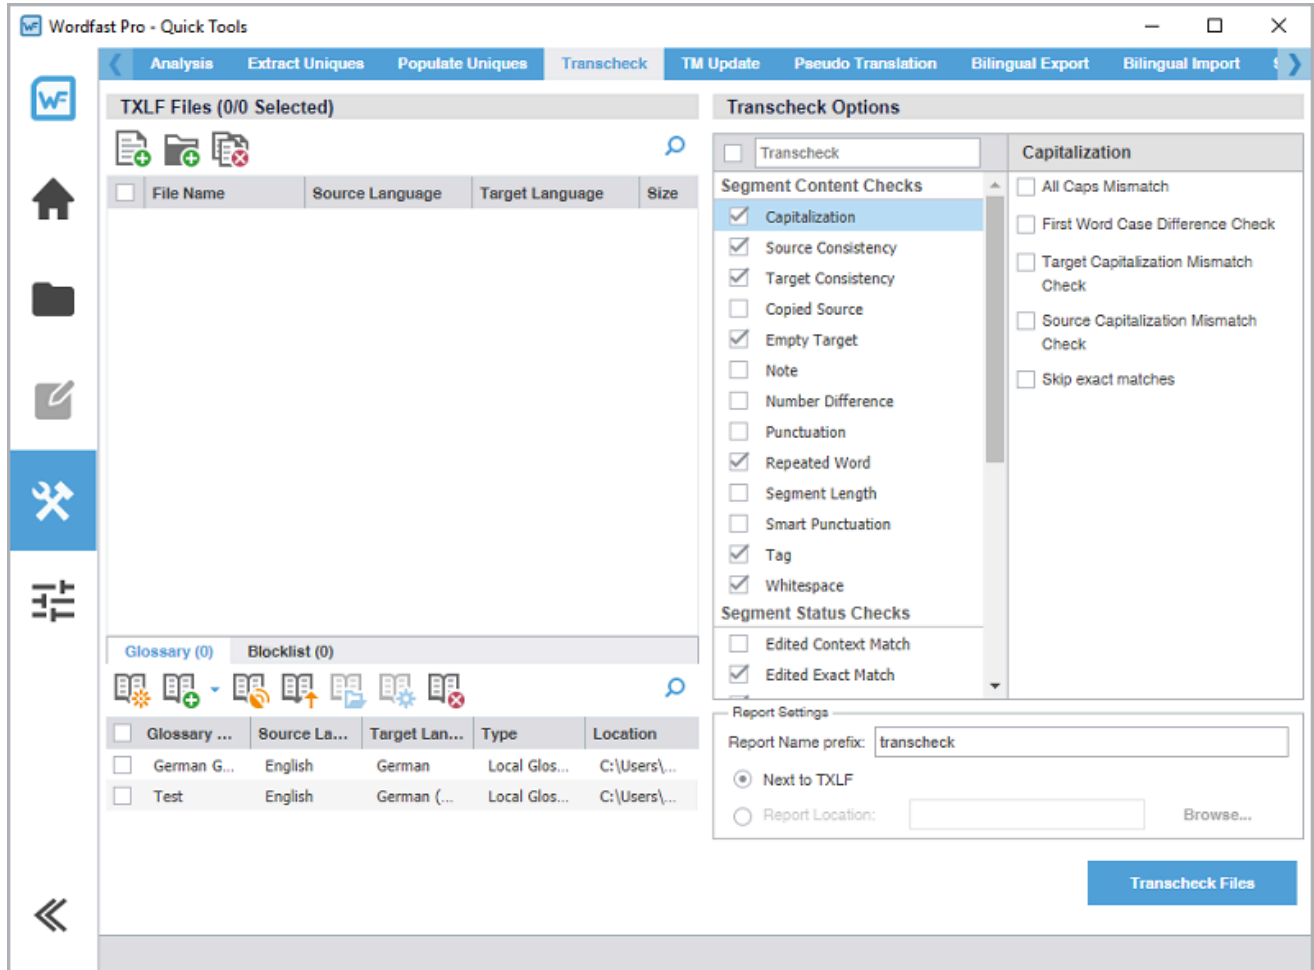 Wordfast Pro - Quick Tools
Analysis Extract Uniques Populate Uniques Transcheck TM Update Pseudo Translation Bilingual Export Bilingual Import
WF
TXLF Files (0/0 Selected)
File Name Source Language Target Language Size
Glossary (0) Blocklist (0)
Glossary ... Source La... Target Lan... Type Location
German G... English German Local Glos... C:\Users\...
Test English German (... Local Glos... C:\Users\...
Transcheck Options
Transcheck
Segment Content Checks
Capitalization
Source Consistency
Target Consistency
Copied Source
Empty Target
Note
Number Difference
Punctuation
Repeated Word
Segment Length
Smart Punctuation
Tag
Whitespace
Segment Status Checks
Edited Context Match
Edited Exact Match
Capitalization
All Caps Mismatch
First Word Case Difference Check
Target Capitalization Mismatch
Check
Source Capitalization Mismatch
Check
Skip exact matches
Report Settings
Report Name prefix: transcheck
Next to TXLF
Report Location: Browse...
Transcheck Files